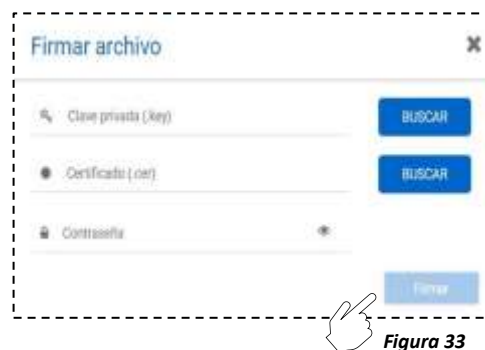 Firmar archivo
Clave privada (.key)
BUSCAR
Certificado (.cer)
BUSCAR
Contraseña
Firmar
Figura 33